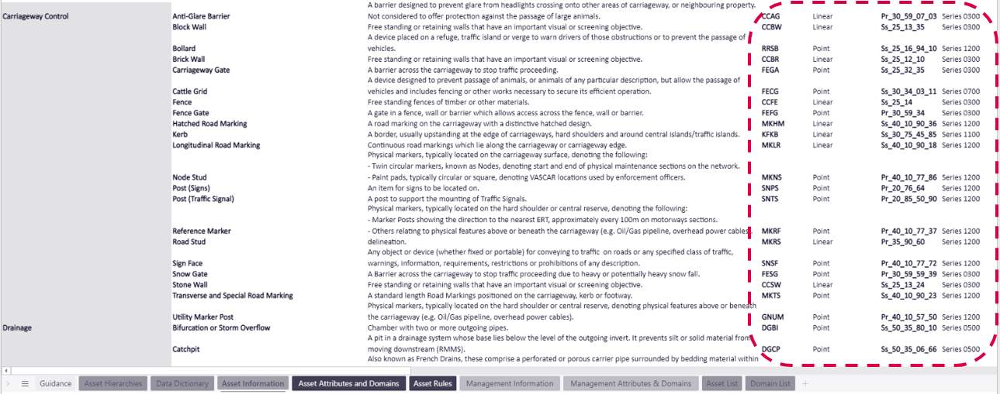 A barrier designed to prevent glare from headlights crossing onto other areas of carriageway, or neighbouring property.
Carriageway Control Anti-Glare Barrier Not considered to offer protection against the passage of large animals. CCAG Linear Pr_30_59_07_03 Series 0300
Block Wall Free standing or retaining walls that have an important visual or screening objective. CCBW Linear Ss_25_13_35 Series 0300
A device placed on a refuge, traffic island or verge to warn drivers of those obstructions or to prevent the passage of
Bollard vehicles. RRSB Point Ss_25_16_94_10 Series 1200
Brick Wall Free standing or retaining walls that have an important visual or screening objective. CCBR Linear Ss_25_12_10 Series 0300
Carriageway Gate A barrier across the carriageway to stop traffic proceeding. FEGA Point Ss_25_32_35 Series 0300
A device designed to prevent passage of animals, or animals of any particular description, but allow the passage of
Cattle Grid vehicles and includes fencing or other works necessary to secure its efficient operation. FECG Point Ss_30_34_03_11 Series 0700
Fence Free standing fences of timber or other materials. CCFE Linear Ss_25_14 Series 0300
Fence Gate A gate in a fence, wall or barrier which allows access across the fence, wall or barrier. FEFG Point Pr_30_59_34 Series 0300
Hatched Road Marking A road marking on the carriageway with a distinctive hatched design. MKHM Linear Ss_40_10_90_36 Series 1200
Kerb A border, usually upstanding at the edge of carriageways, hard shoulders and around central islands/traffic islands. KFKB Linear Ss_30_75_45_85 Series 1100
Longitudinal Road Marking Continuous road markings which lie along the carriageway or carriageway edge. MKLR Linear Ss_40_10_90_18 Series 1200
Physical markers, typically located on the carriageway surface, denoting the following:
- Twin circular markers, known as Nodes, denoting start and end of physical maintenance sections on the network.
Node Stud - Paint pads, typically circular or square, denoting VASCAR locations used by enforcement officers. MKNS Point Pr_40_10_77_86 Series 1200
Post (Signs) An item for signs to be located on. SNPS Point Pr_20_76_64 Series 1200
Post (Traffic Signal) A post to support the mounting of Traffic Signals. SNTS Point Pr_20_85_50_90 Series 1200
Physical markers, typically located on the hard shoulder or central reserve, denoting the following:
- Marker Posts showing the direction to the nearest ERT, approximately every 100m on motorways sections.
Reference Marker - Others relating to physical features above or beneath the carriageway (e.g. Oil/Gas pipeline, overhead power cables). MKRF Point Pr_40_10_77_37 Series 1200
Road Stud delineation. MKRS Linear Pr_35_90_60 Series 1200
Any object or device (whether fixed or portable) for conveying to traffic on roads or any specified class of traffic,
Sign Face warnings, information, requirements, restrictions or prohibitions of any description. SNSF Point Pr_40_10_77_72 Series 1200
Snow Gate A Barrier across the carriageway to stop traffic proceeding due to heavy or potentially heavy snow fall. FESG Point Pr_30_59_59_39 Series 0300
Stone Wall Free standing or retaining walls that have an important visual or screening objective. CCSW Linear Ss_25_13_24 Series 0300
Transverse and Special Road Marking A standard length Road Markings positioned on the carriageway, kerb or footway. MKTS Point Ss_40_10_90_23 Series 1200
Physical markers, typically located on the hard shoulder or central reserve, denoting physical features above or beneath
Utility Marker Post the carriageway (e.g. Oil/Gas pipeline, overhead power cables). GNUM Point Pr_40_10_57_50 Series 1200
Drainage Bifurcation or Storm Overflow Chamber with two or more outgoing pipes. DGBI Point Ss_50_35_80_10 Series 0500
A pit in a drainage system whose base lies below the level of the outgoing invert. It prevents silt or solid material from
Catchpit moving downstream (RMMS). DGCP Point Ss_50_35_06_66 Series 0500
Also known as French Drains, these comprise a perforated or porous carrier pipe surrounded by bedding material within
Guidance Asset Hierarchies Data Dictionary Asset Information Asset Attributes and Domains Asset Rules Management Information Management Attributes & Domains Asset List Domain List